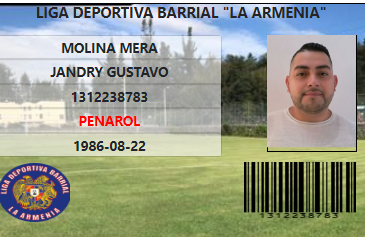 LIGA DEPORTIVA BARRIAL "LA ARMENIA"
MOLINA MERA
JANDRY GUSTAVO
1312238783
PENAROL
1986-08-22
LIGA DEPORTIVA BARRIAL
LA ARMENIA
1312238783